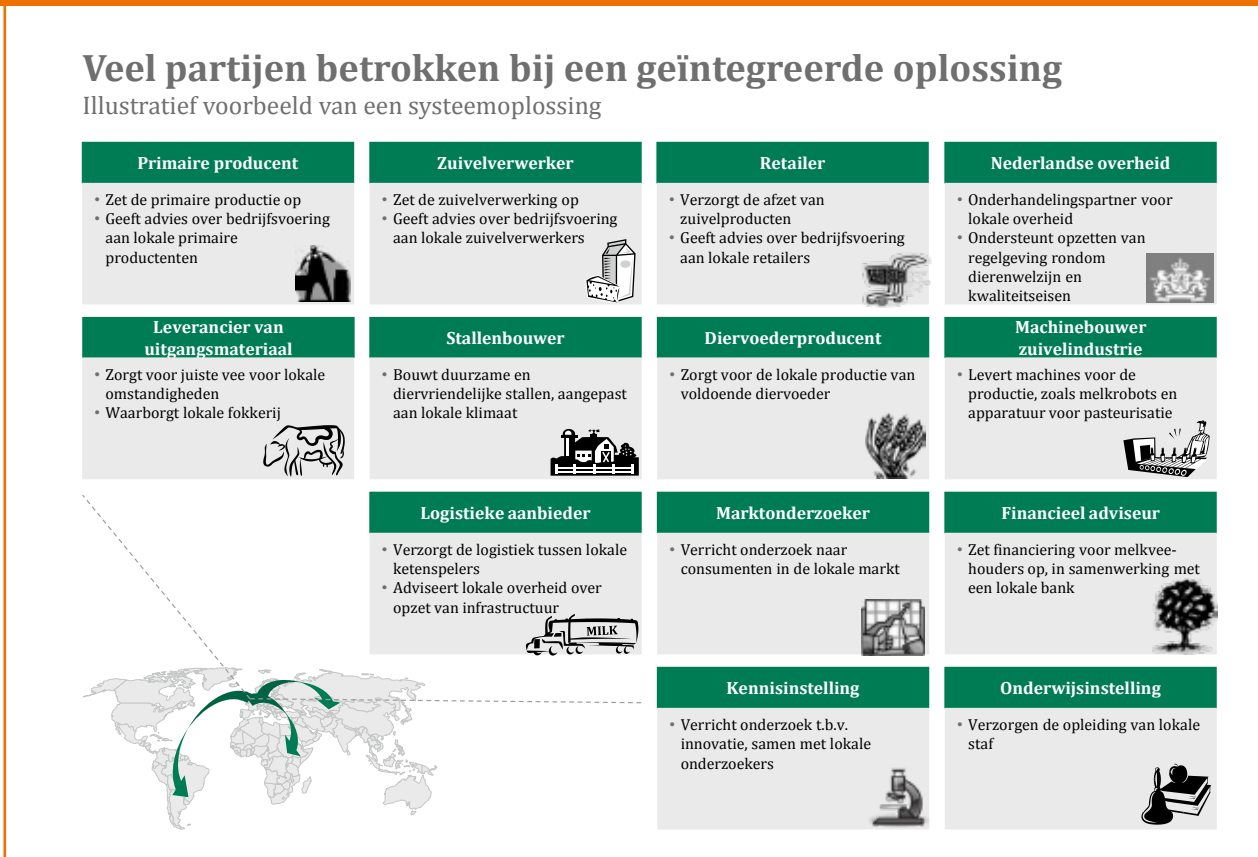 Veel partijen betrokken bij een geïntegreerde oplossing
Illustratief voorbeeld van een systeemoplossing
Primaire producent
• Zet de primaire productie op
• Geeft advies over bedrijfsvoering
aan lokale primaire
productenten
Zuivelverwerker
• Zet de zuivelverwerking op
• Geeft advies over bedrijfsvoering
aan lokale zuivelverwerkers
Retailer
• Verzorgt de afzet van
zuivelproducten
• Geeft advies over bedrijfsvoering
aan lokale retailers
Nederlandse overheid
• Onderhandelingspartner voor
lokale overheid
• Ondersteunt opzetten van
regelgeving rondom
dierenwelzijn en
kwaliteitseisen
Leverancier van
uitgangsmateriaal
• Zorgt voor juiste vee voor lokale
omstandigheden
• Waarborgt lokale fokkerij
Stallenbouwer
• Bouwt duurzame en
diervriendelijke stallen, aangepast
aan lokale klimaat
Diervoederproducent
• Zorgt voor de lokale productie van
voldoende diervoeder
Machinebouwer
zuivelindustrie
• Levert machines voor de
productie, zoals melkrobots en
apparatuur voor pasteurisatie
Logistieke aanbieder
• Verzorgt de logistiek tussen lokale
ketenspelers
• Adviseert lokale overheid over
opzet van infrastructuur
MILK
Marktonderzoeker
• Verricht onderzoek naar
consumenten in de lokale markt
Financieel adviseur
• Zet financiering voor melkvee-
houders op, in samenwerking met
een lokale bank
Kennisinstelling
• Verricht onderzoek t.b.v.
innovatie, samen met lokale
onderzoekers
Onderwijsinstelling
• Verzorgen de opleiding van lokale
staf